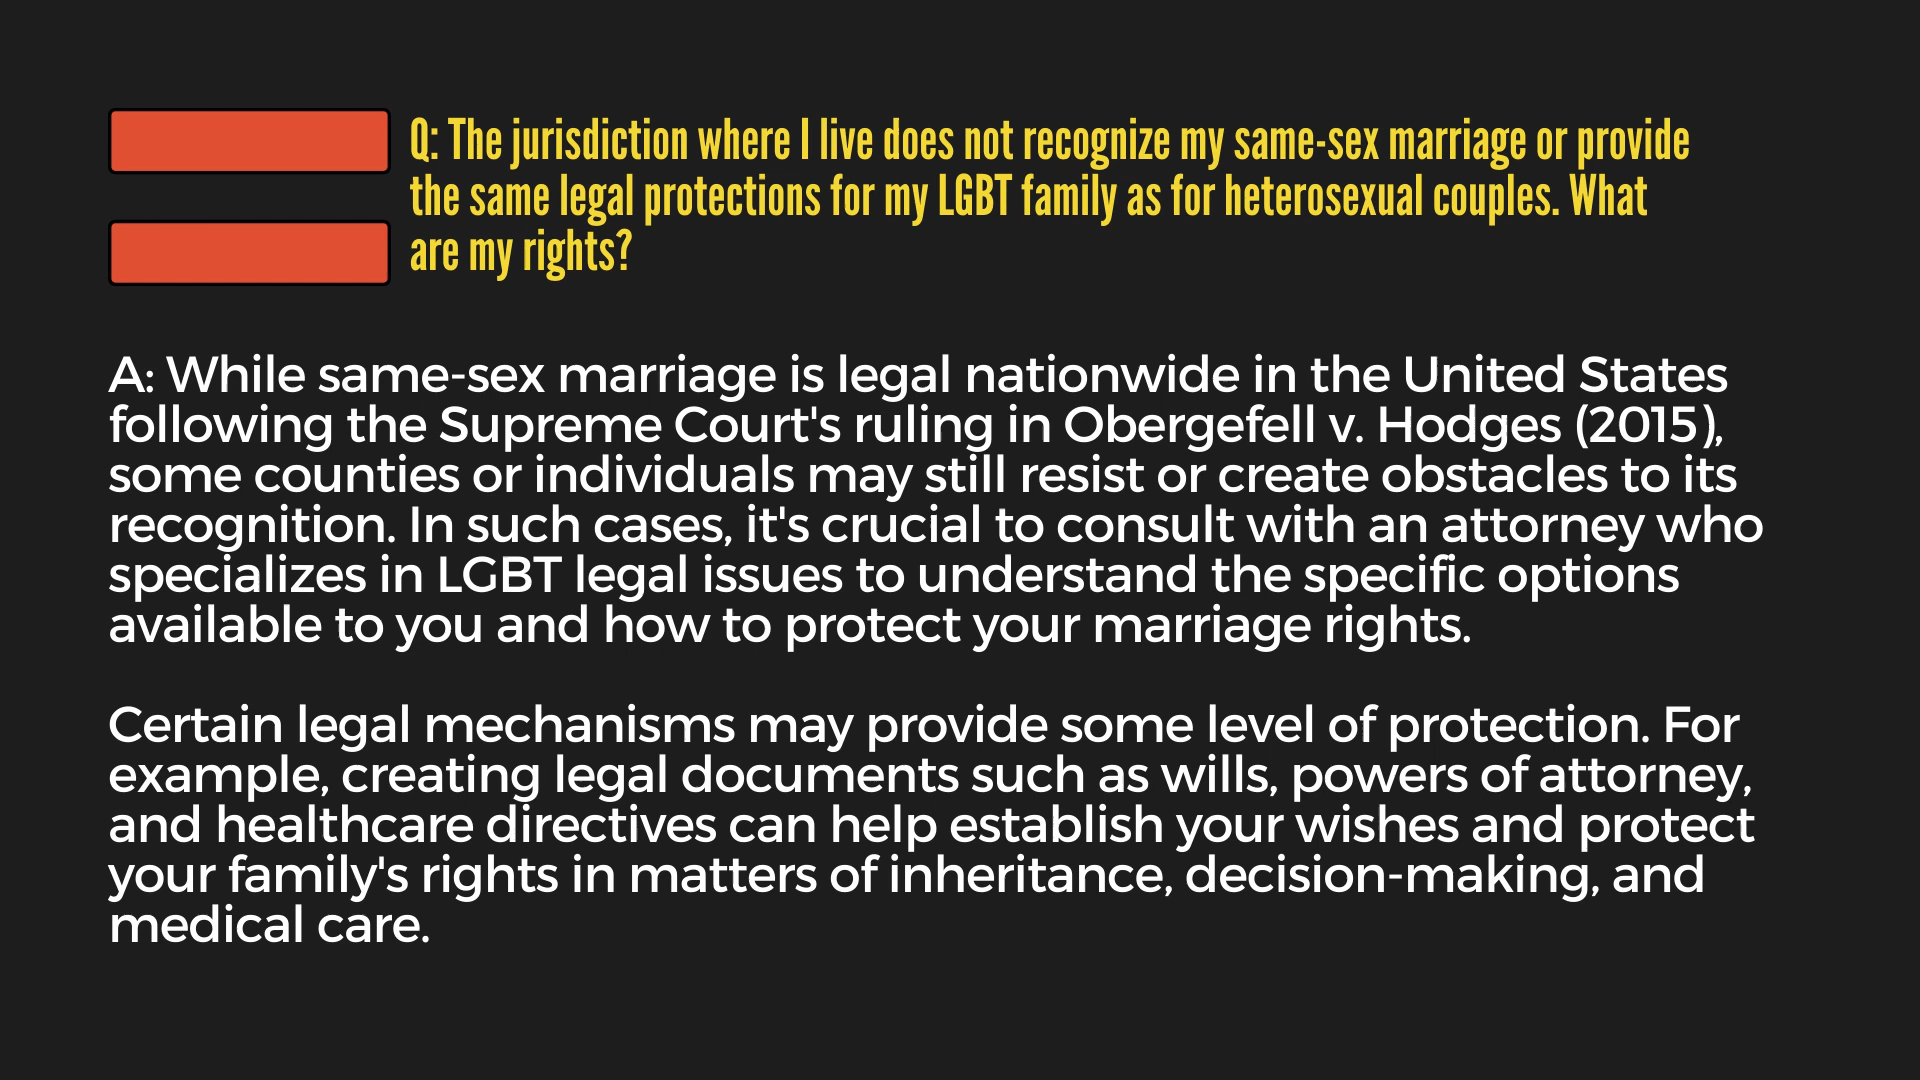 Q: The jurisdiction where I live does not recognize my same-sex marriage or provide
the same legal protections for my LGBT family as for heterosexual couples. What
are my rights?
A: While same-sex marriage is legal nationwide in the United States
following the Supreme Court's ruling in Obergefell v. Hodges (2015),
some counties or individuals may still resist or create obstacles to its
recognition. In such cases, it's crucial to consult with an attorney who
specializes in LGBT legal issues to understand the specific options
available to you and how to protect your marriage rights.
Certain legal mechanisms may provide some level of protection. For
example, creating legal documents such as wills, powers of attorney,
and healthcare directives can help establish your wishes and protect
your family's rights in matters of inheritance, decision-making, and
medical care.